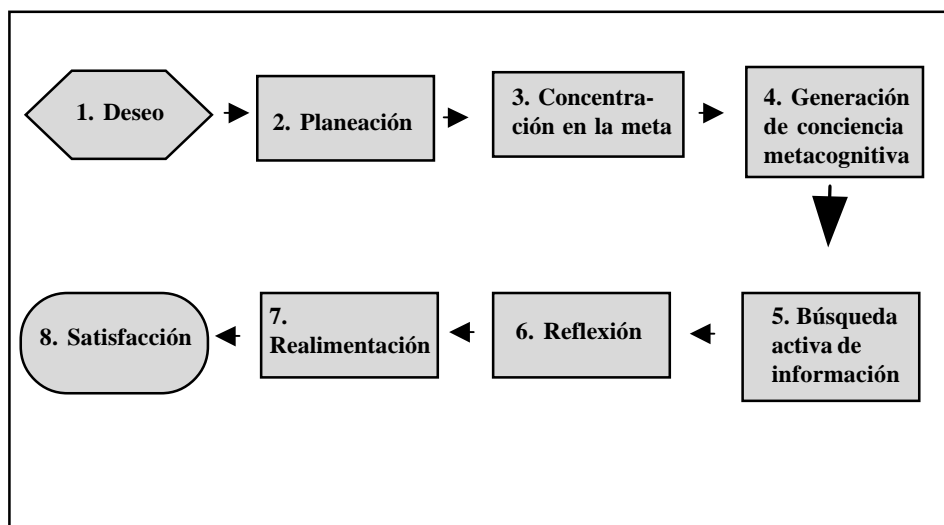 1. Deseo
2. Planeación
3. Concentra-
ción en la meta
4. Generación
de conciencia
metacognitiva
5. Búsqueda
activa de
información
6. Reflexión
7.
Realimentación
8. Satisfacción